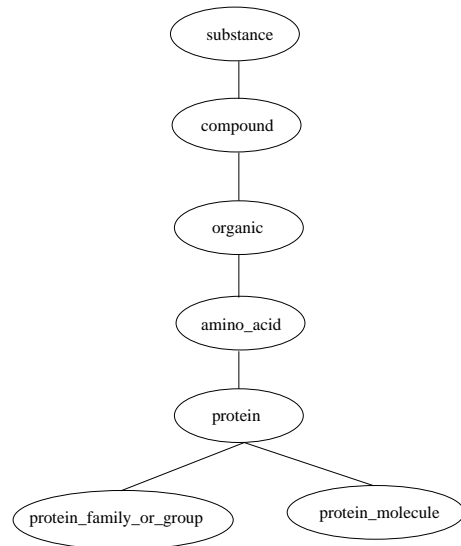 substance
compound
organic
amino_acid
protein
protein_family_or_group
protein_molecule